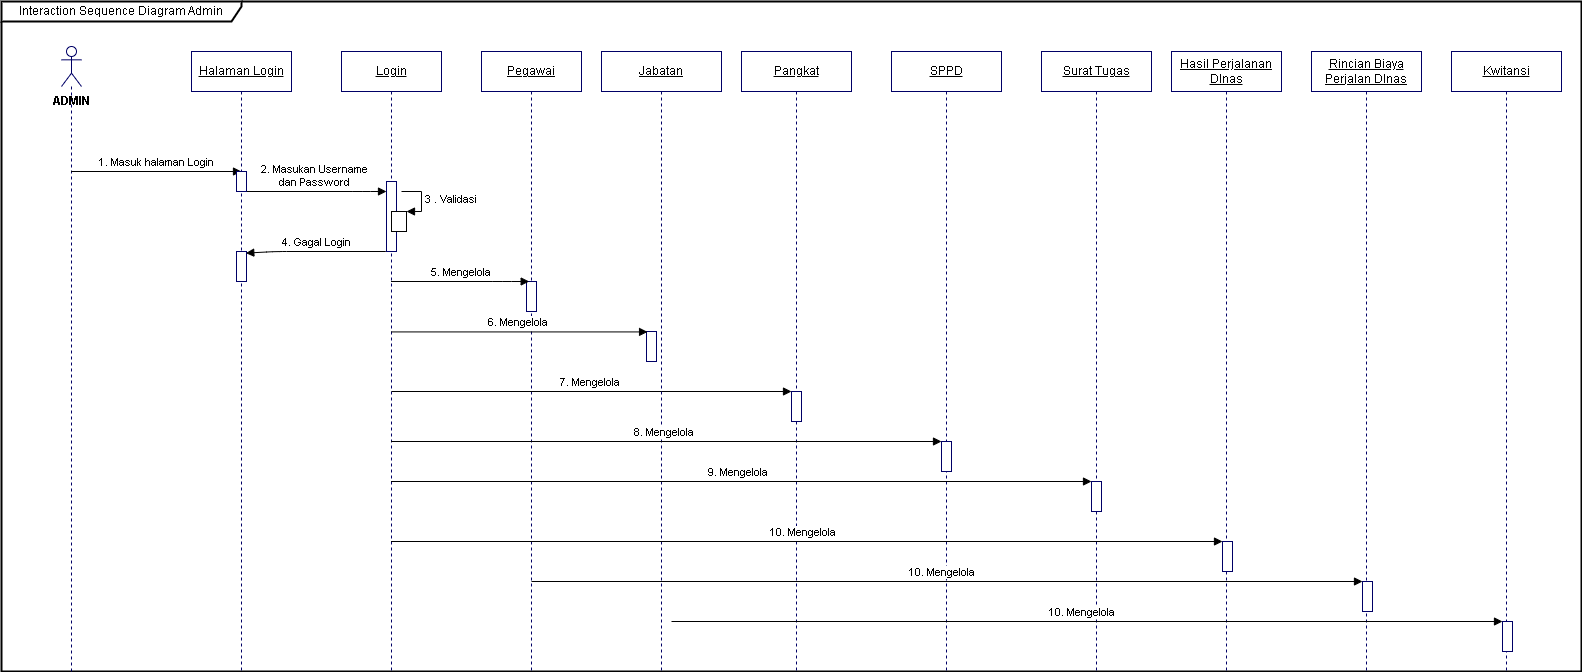 Interaction Sequence Diagram Admin
ADMIN
Halaman Login
Login
Pegawai
Jabatan
Pangkat
SPPD
Surat Tugas
Hasil Perjalanan
DInas
Rincian Biaya
Perjalan DInas
Kwitansi
1. Masuk halaman Login
2. Masukan Username
dan Password
3 . Validasi
4. Gagal Login
5. Mengelola
6. Mengelola
7. Mengelola
8. Mengelola
9. Mengelola
10. Mengelola
10. Mengelola
10. Mengelola